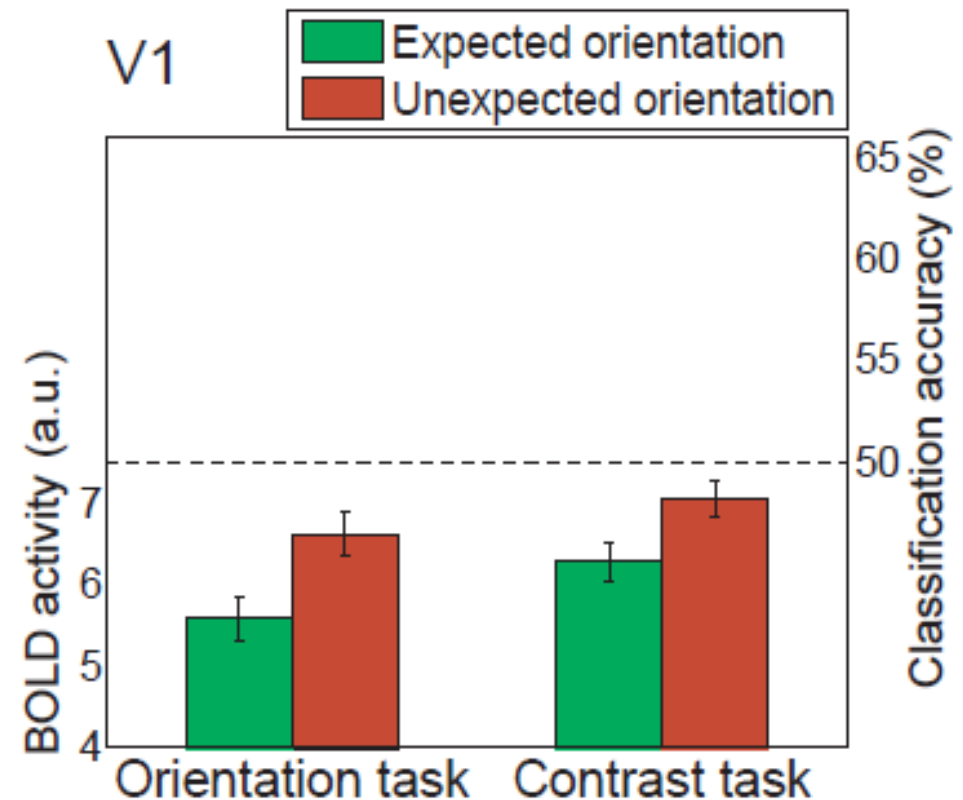 V1
Expected orientation
Unexpected orientation
65
60
55
50
Classification accuracy (%)
BOLD activity (a.u.)
7
6
5
4
Orientation task
Contrast task